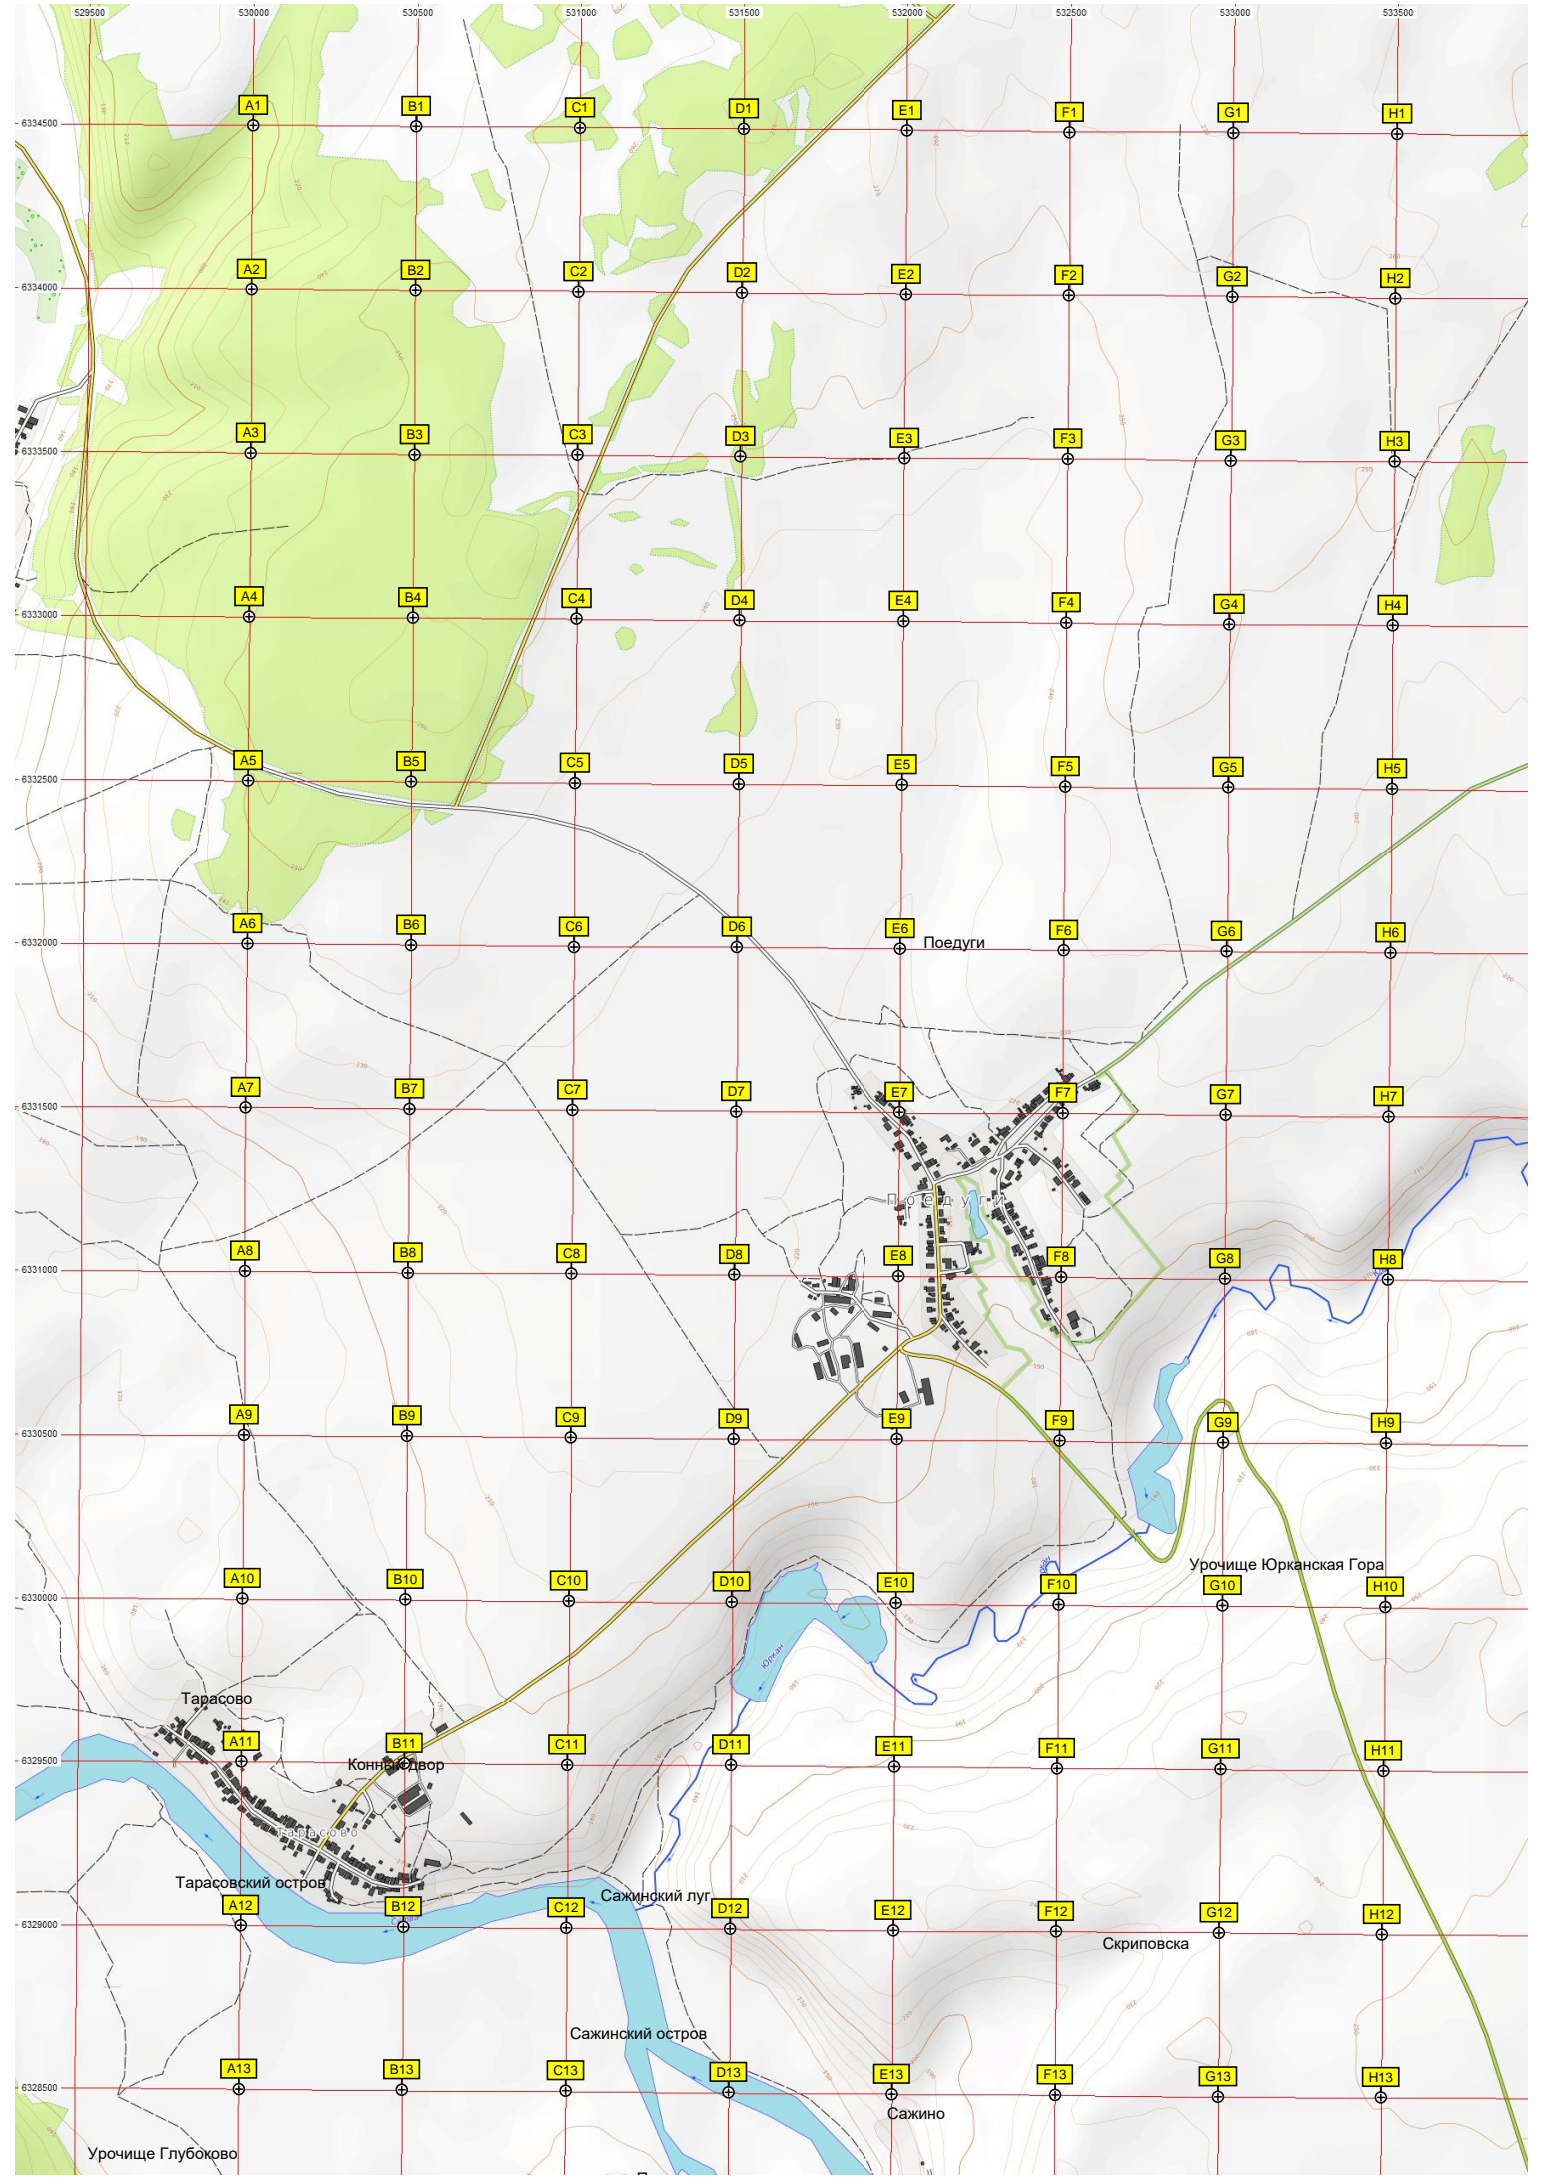 529500 530000 530500 531000 531500 532000 532500 533000 533500
A1 B1 C1 D1 E1 F1 G1 H1
6334500
A2 B2 C2 D2 E2 F2 G2 H2
6334000
A3 B3 C3 D3 E3 F3 G3 H3
6333500
A4 B4 C4 D4 E4 F4 G4 H4
6333000
A5 B5 C5 D5 E5 F5 G5 H5
6332500
A6 B6 C6 D6 E6 F6 G6 H6
6332000
Поедуги
A7 B7 C7 D7 E7 F7 G7 H7
6331500
Поедуги
A8 B8 C8 D8 E8 F8 G8 H8
6331000
A9 B9 C9 D9 E9 F9 G9 H9
6330500
Урочище Юрканская Гора
A10 B10 C10 D10 E10 F10 G10 H10
6330000
Юркан
Тарасово
A11 B11 C11 D11 E11 F11 G11 H11
6329500
Конный двор
Тарасово
Тарасовский остров
Сажинский луг
A12 B12 C12 D12 E12 F12 G12 H12
6329000
Скриповска
Сажинский остров
A13 B13 C13 D13 E13 F13 G13 H13
6328500
Сажино
Урочище Глубоково